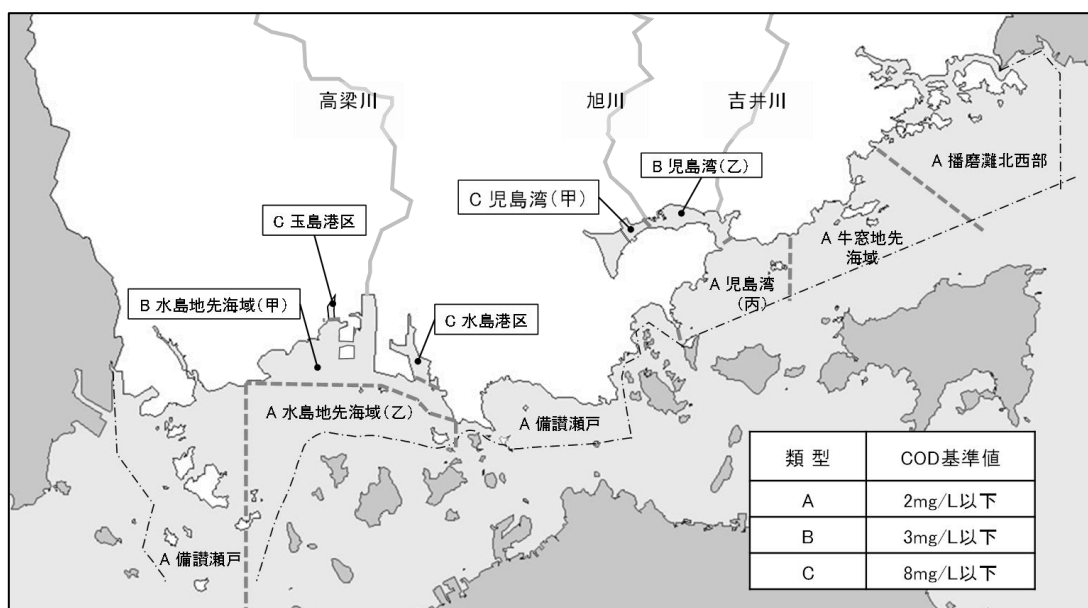 高梁川
旭川
吉井川
B 児島湾(乙)
A 播磨灘北西部
C 児島湾(甲)
C 玉島港区
A 牛窓地先
海域
A 児島湾
(丙)
B 水島地先海域(甲)
C 水島港区
A 水島地先海域(乙)
A 備讃瀬戸
A 備讃瀬戸
類 型 COD基準値
A 2mg/L以下
B 3mg/L以下
C 8mg/L以下